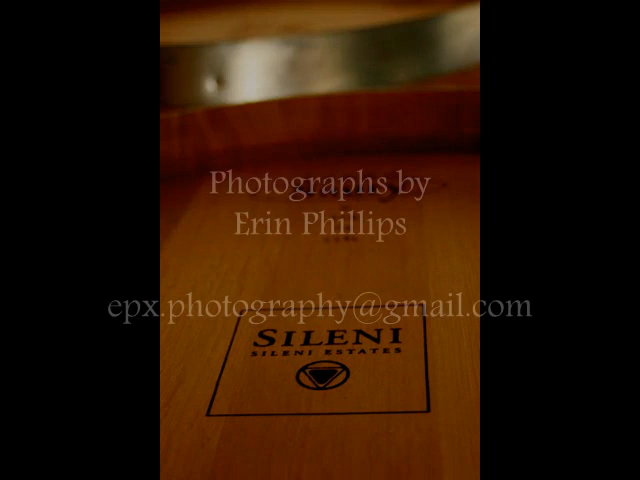 Photographs by
Erin Phillips
epx.photography@gmail.com
SILENI
SILENI ESTATES